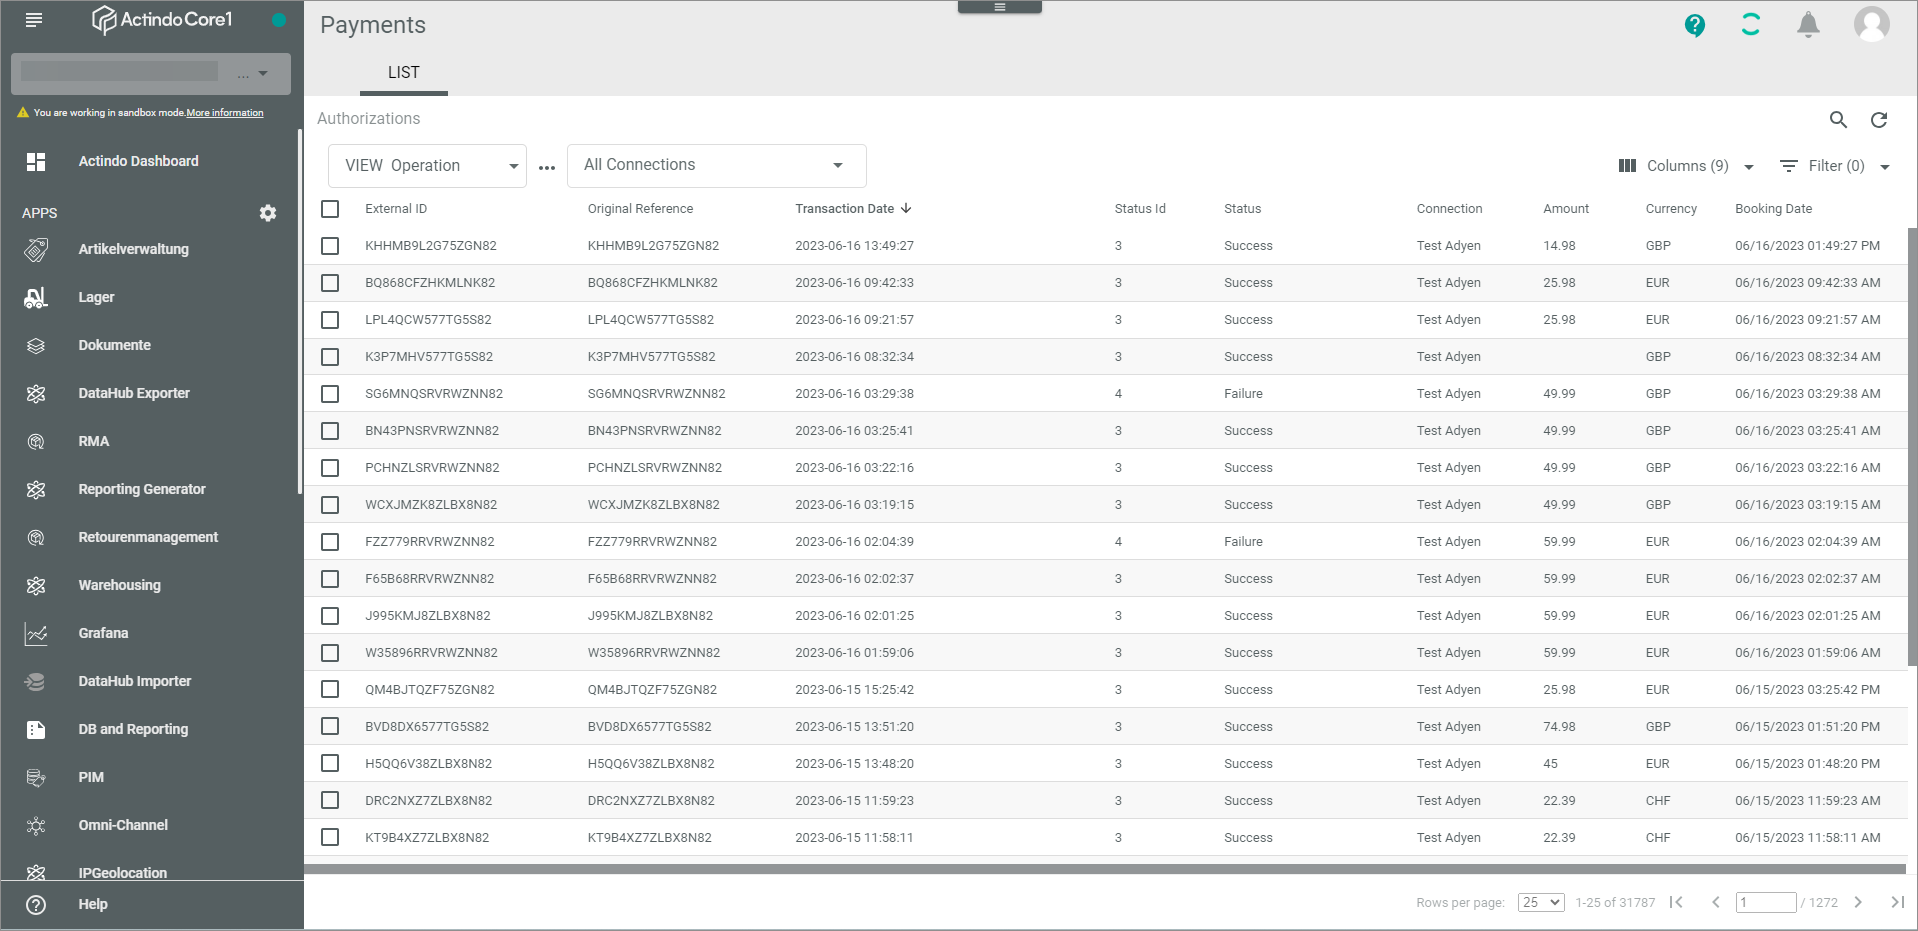 Actindo Core1
Payments
LIST
...
You are working in sandbox mode.More information
Actindo Dashboard
APPS
Artikelverwaltung
Lager
Dokumente
DataHub Exporter
RMA
Reporting Generator
Retourenmanagement
Warehousing
Grafana
DataHub Importer
DB and Reporting
PIM
Omni-Channel
IPGeolocation
Help
Authorizations
VIEW Operation ... All Connections Columns (9) Filter (0)
External ID Original Reference Transaction Date Status Id Status Connection Amount Currency Booking Date
KHHMB9L2G75ZGN82 KHHMB9L2G75ZGN82 2023-06-16 13:49:27 3 Success Test Adyen 14.98 GBP 06/16/2023 01:49:27 PM
BQ868CFZHKMLNK82 BQ868CFZHKMLNK82 2023-06-16 09:42:33 3 Success Test Adyen 25.98 EUR 06/16/2023 09:42:33 AM
LPL4QCW577TG5S82 LPL4QCW577TG5S82 2023-06-16 09:21:57 3 Success Test Adyen 25.98 EUR 06/16/2023 09:21:57 AM
K3P7MHV577TG5S82 K3P7MHV577TG5S82 2023-06-16 08:32:34 3 Success Test Adyen GBP 06/16/2023 08:32:34 AM
SG6MNQSRVRWZNN82 SG6MNQSRVRWZNN82 2023-06-16 03:29:38 4 Failure Test Adyen 49.99 GBP 06/16/2023 03:29:38 AM
BN43PNSRVRWZNN82 BN43PNSRVRWZNN82 2023-06-16 03:25:41 3 Success Test Adyen 49.99 GBP 06/16/2023 03:25:41 AM
PCHNZLSRVRWZNN82 PCHNZLSRVRWZNN82 2023-06-16 03:22:16 3 Success Test Adyen 49.99 GBP 06/16/2023 03:22:16 AM
WCXJMZK8ZLBX8N82 WCXJMZK8ZLBX8N82 2023-06-16 03:19:15 3 Success Test Adyen 49.99 GBP 06/16/2023 03:19:15 AM
FZZ779RRVRWZNN82 FZZ779RRVRWZNN82 2023-06-16 02:04:39 4 Failure Test Adyen 59.99 EUR 06/16/2023 02:04:39 AM
F65B68RRVRWZNN82 F65B68RRVRWZNN82 2023-06-16 02:02:37 3 Success Test Adyen 59.99 EUR 06/16/2023 02:02:37 AM
J995KMJ8ZLBX8N82 J995KMJ8ZLBX8N82 2023-06-16 02:01:25 3 Success Test Adyen 59.99 EUR 06/16/2023 02:01:25 AM
W35896RRVRWZNN82 W35896RRVRWZNN82 2023-06-16 01:59:06 3 Success Test Adyen 59.99 EUR 06/16/2023 01:59:06 AM
QM4BJTQZF75ZGN82 QM4BJTQZF75ZGN82 2023-06-15 15:25:42 3 Success Test Adyen 25.98 EUR 06/15/2023 03:25:42 PM
BVD8DX6577TG5S82 BVD8DX6577TG5S82 2023-06-15 13:51:20 3 Success Test Adyen 74.98 GBP 06/15/2023 01:51:20 PM
H5QQ6V38ZLBX8N82 H5QQ6V38ZLBX8N82 2023-06-15 13:48:20 3 Success Test Adyen 45 EUR 06/15/2023 01:48:20 PM
DRC2NXZ7ZLBX8N82 DRC2NXZ7ZLBX8N82 2023-06-15 11:59:23 3 Success Test Adyen 22.39 CHF 06/15/2023 11:59:23 AM
KT9B4XZ7ZLBX8N82 KT9B4XZ7ZLBX8N82 2023-06-15 11:58:11 3 Success Test Adyen 22.39 CHF 06/15/2023 11:58:11 AM
Rows per page: 25 1-25 of 31787 1 / 1272